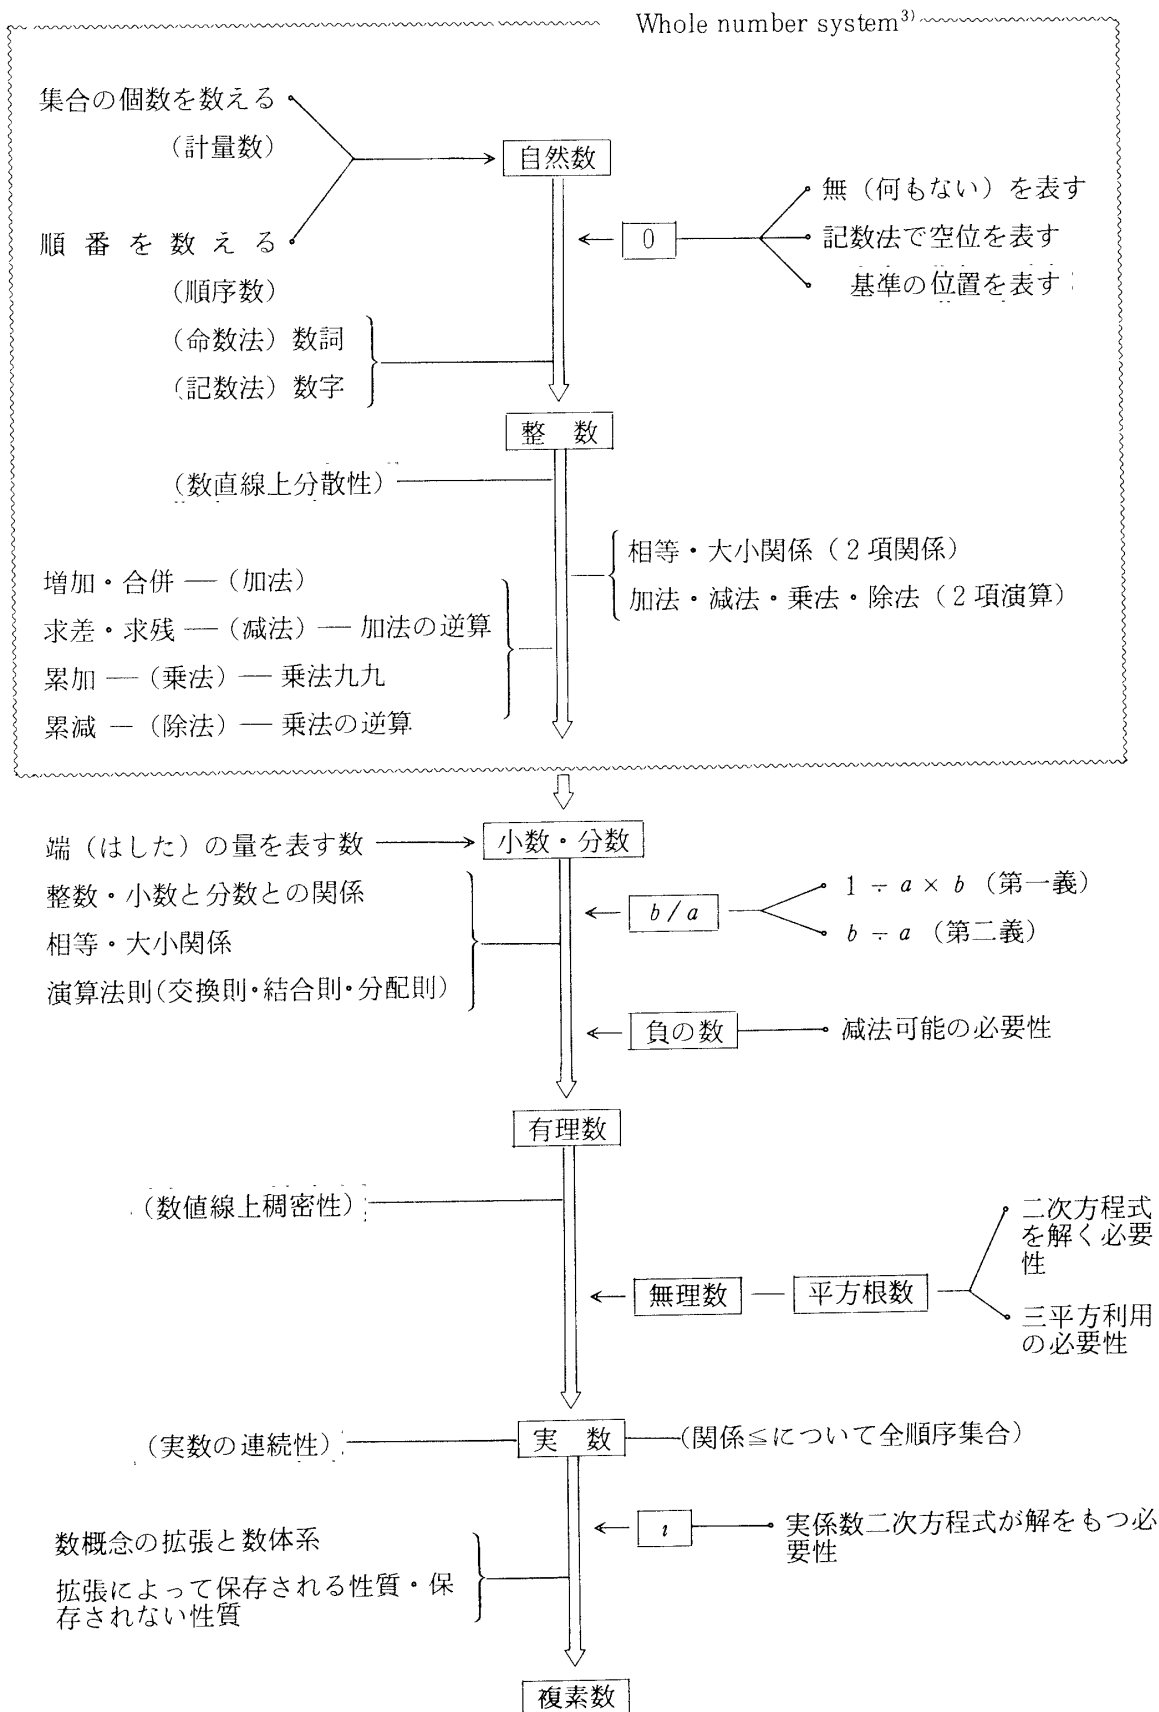 Whole number system3)
集合の個数を数える
(計量数)
自然数
無(何もない)を表す
0
記数法で空位を表す
順番を数える
基準の位置を表す
(順序数)
(命数法)数詞
(記数法)数字
整 数
(数直線上分散性)
相等・大小関係(2項関係)
増加・合併 — (加法)
加法・減法・乗法・除法(2項演算)
求差・求残 — (減法) — 加法の逆算
累加 — (乗法) — 乗法九九
累減 — (除法) — 乗法の逆算
端(はした)の量を表す数
小数・分数
整数・小数と分数との関係
1 ÷ a × b (第一義)
b / a
相等・大小関係
b ÷ a (第二義)
演算法則(交換則・結合則・分配則)
負の数
減法可能の必要性
有理数
(数値線上稠密性)
二次方程式
を解く必要
性
無理数 — 平方根数
三平方利用
の必要性
(実数の連続性)
実 数
(関係≦について全順序集合)
i
実係数二次方程式が解をもつ必
要性
数概念の拡張と数体系
拡張によって保存される性質・保
存されない性質
複素数